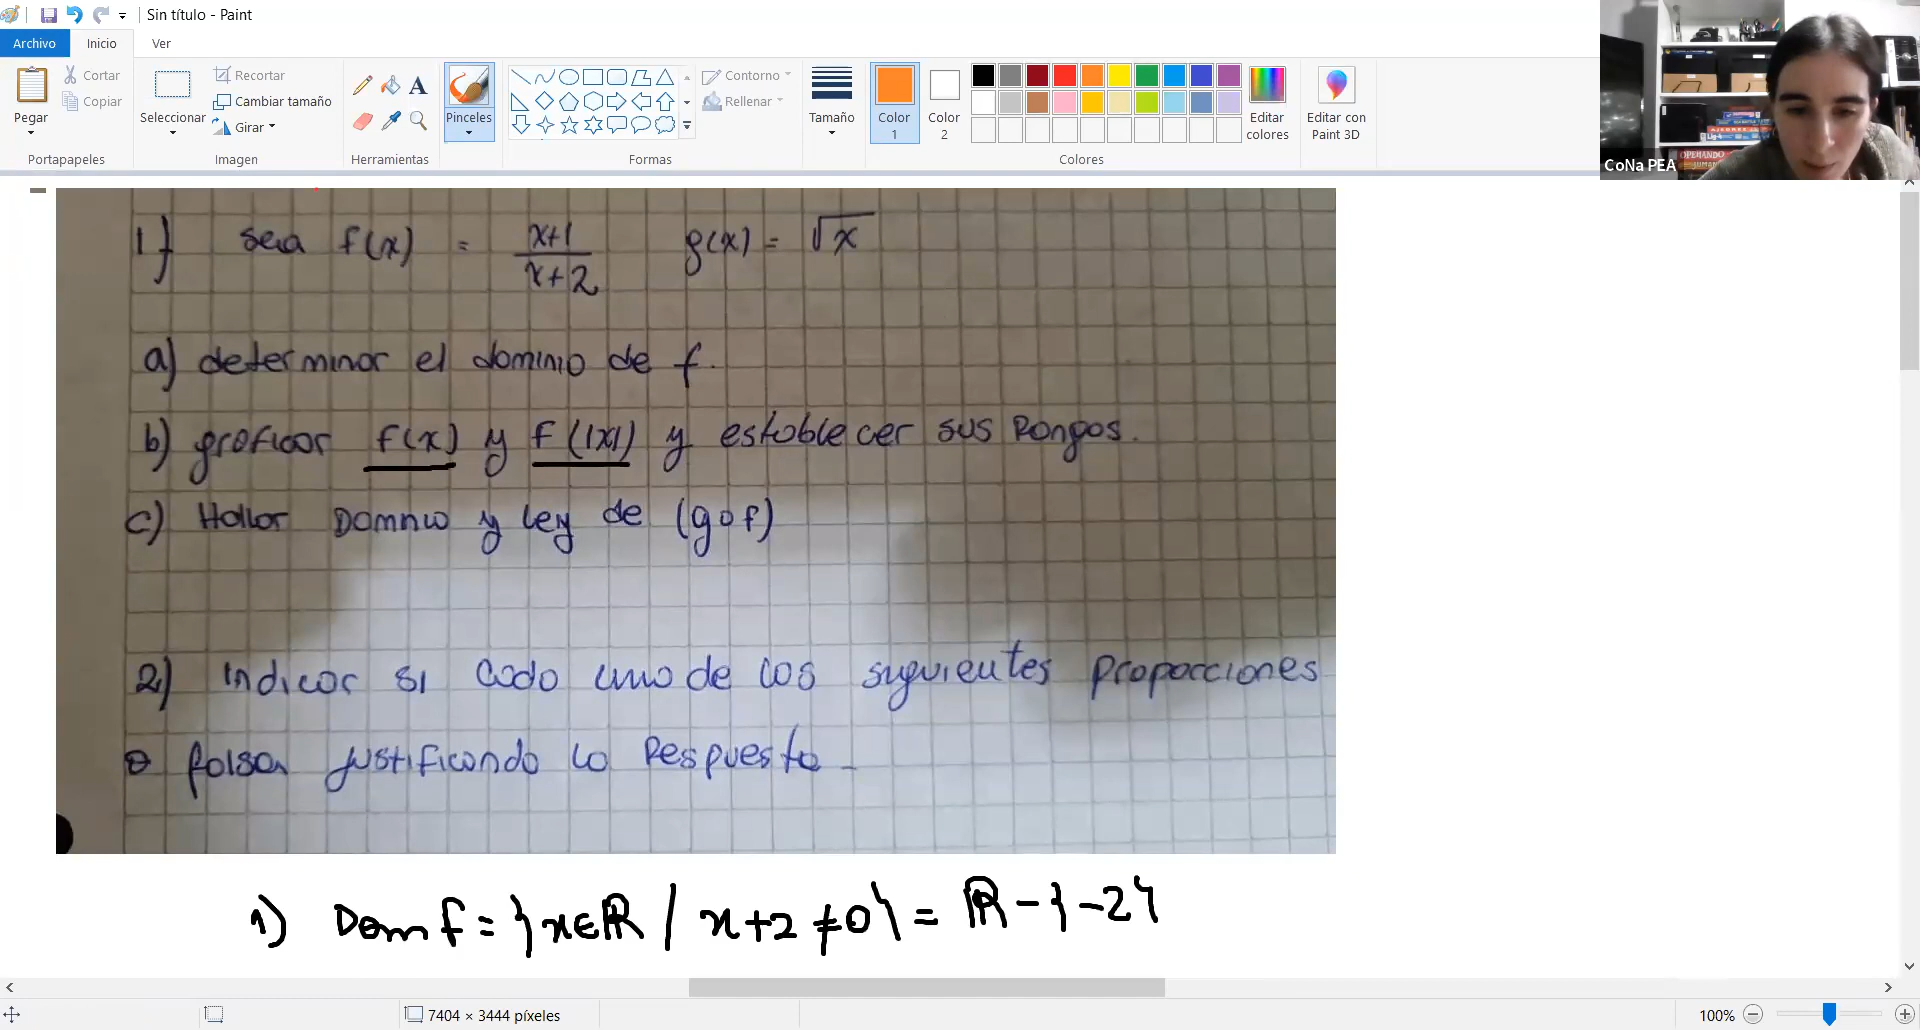 Sin título - Paint
Archivo Inicio Ver
Pegar
Cortar
Copiar
Portapapeles
Seleccionar
Recortar
Cambiar tamaño
Girar
Imagen
A
Herramientas
Pinceles
Contorno
Rellenar
Formas
Tamaño
Color 1
Color 2
Editar colores
Editar con Paint 3D
Colores
CoNa PEA
1) sea f(x) = x+1 / x+2 g(x) = √x
a) determinar el dominio de f.
b) graficar f(x) y f(|x|) y establecer sus Rangos.
c) Hallar Dominio y Ley de (gof)
2) Indicar si cada uno de los siguientes proporciones
o falsa justificando la Respuesta
1) Dom f = {x∈ℝ / x+2 ≠ 0} = ℝ - {-2}
7404 × 3444 píxeles
100%